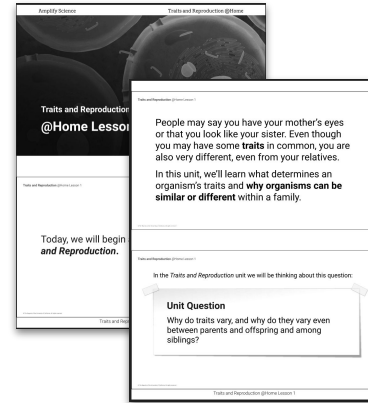 Amplify Science
Traits and Reproduction @Home
Traits and Reproduction
@Home Lesson
Traits and Reproduction @Home Lesson 1
Today, we will begin
and Reproduction.
Traits and Repro
Traits and Reproduction @Home Lesson 1
People may say you have your mother's eyes
or that you look like your sister. Even though
you may have some traits in common, you are
also very different, even from your relatives.
In this unit, we'll learn what determines an
organism's traits and why organisms can be
similar or different within a family.
Traits and Reproduction @Home Lesson 1
In the Traits and Reproduction unit we will be thinking about this question:
Unit Question
Why do traits vary, and why do they vary even
between parents and offspring and among
siblings?
Traits and Reproduction @Home Lesson 1